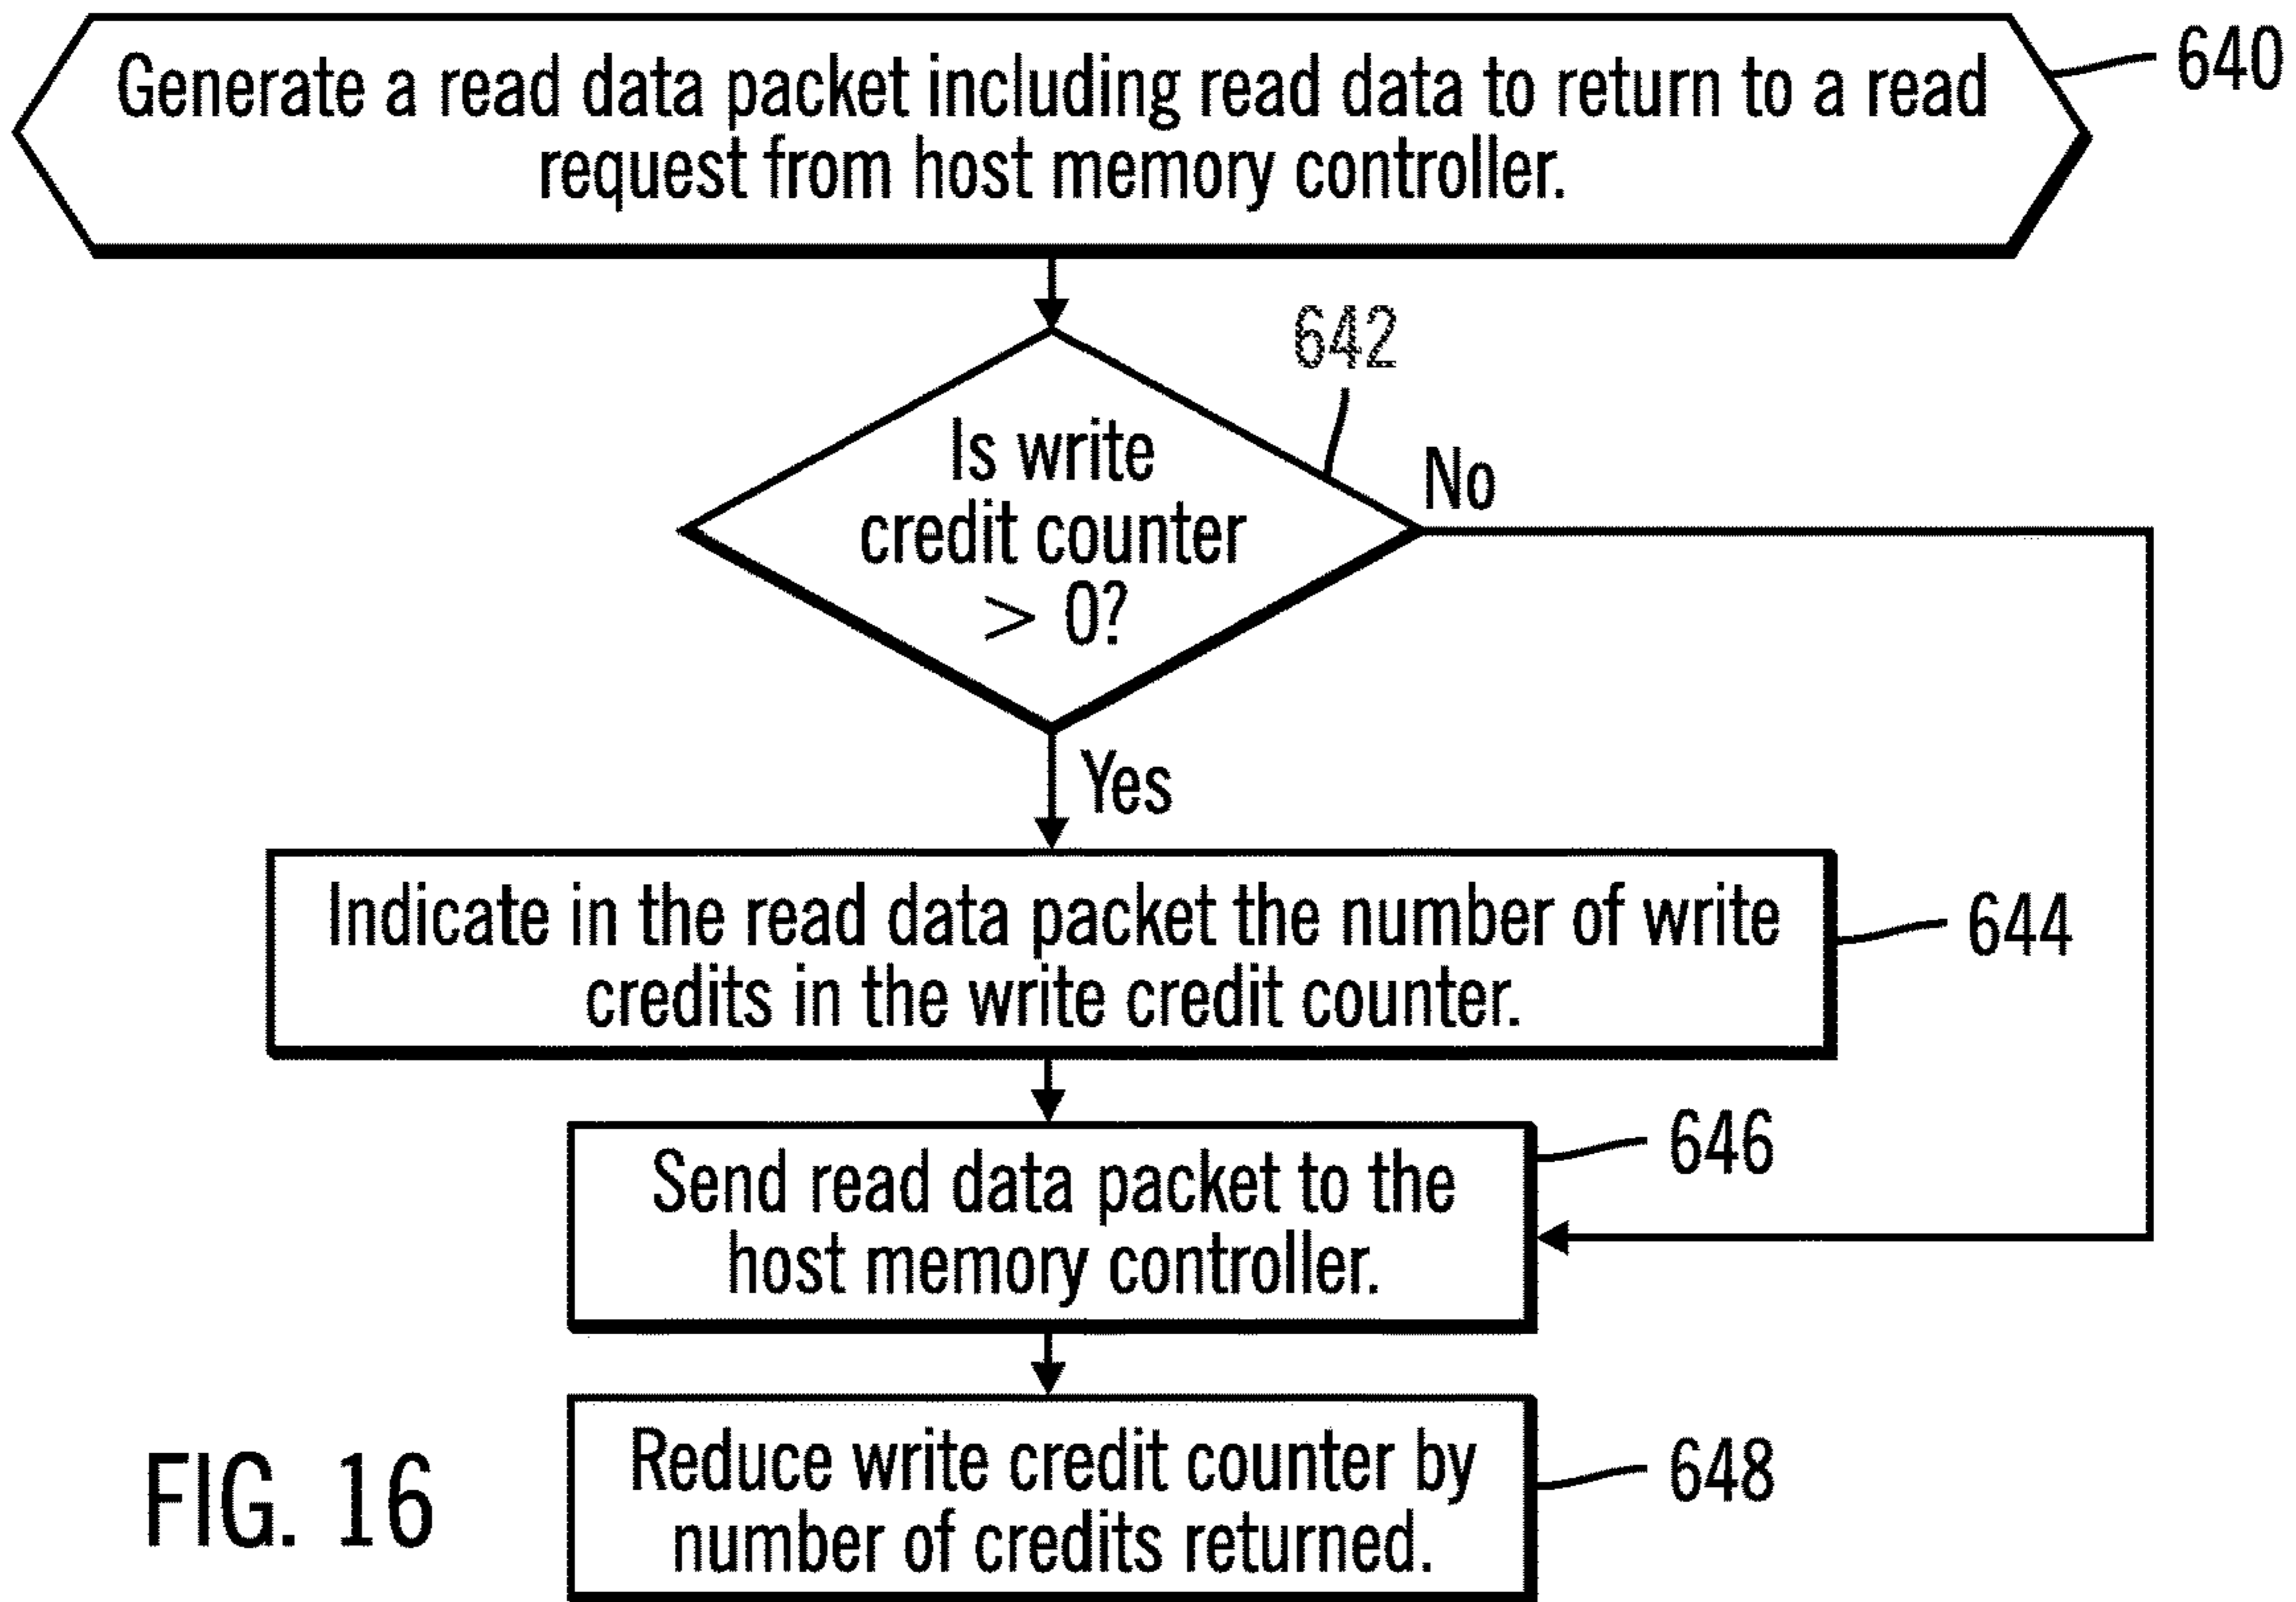 Generate a read data packet including read data to return to a read
request from host memory controller.
640
642
Is write
credit counter
> 0?
No
Yes
Indicate in the read data packet the number of write
credits in the write credit counter.
644
Send read data packet to the
host memory controller.
646
Reduce write credit counter by
number of credits returned.
648
FIG. 16